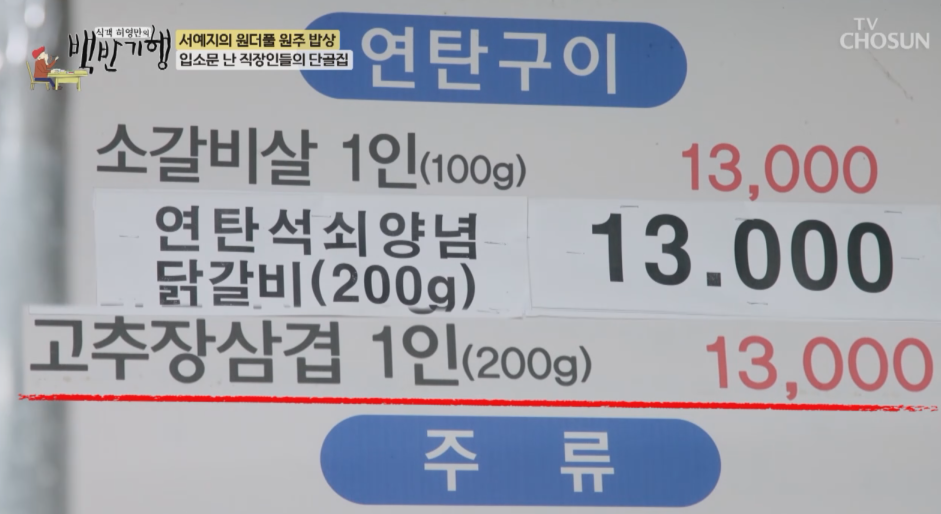 식객 허영만의
백반기행
서예지의 원더풀 원주 밥상
입소문 난 직장인들의 단골집
TV
CHOSUN
연탄구이
소갈비살 1인(100g) 13,000
연탄석쇠양념
닭갈비(200g) 13.000
고추장삼겹 1인(200g) 13,000
주류